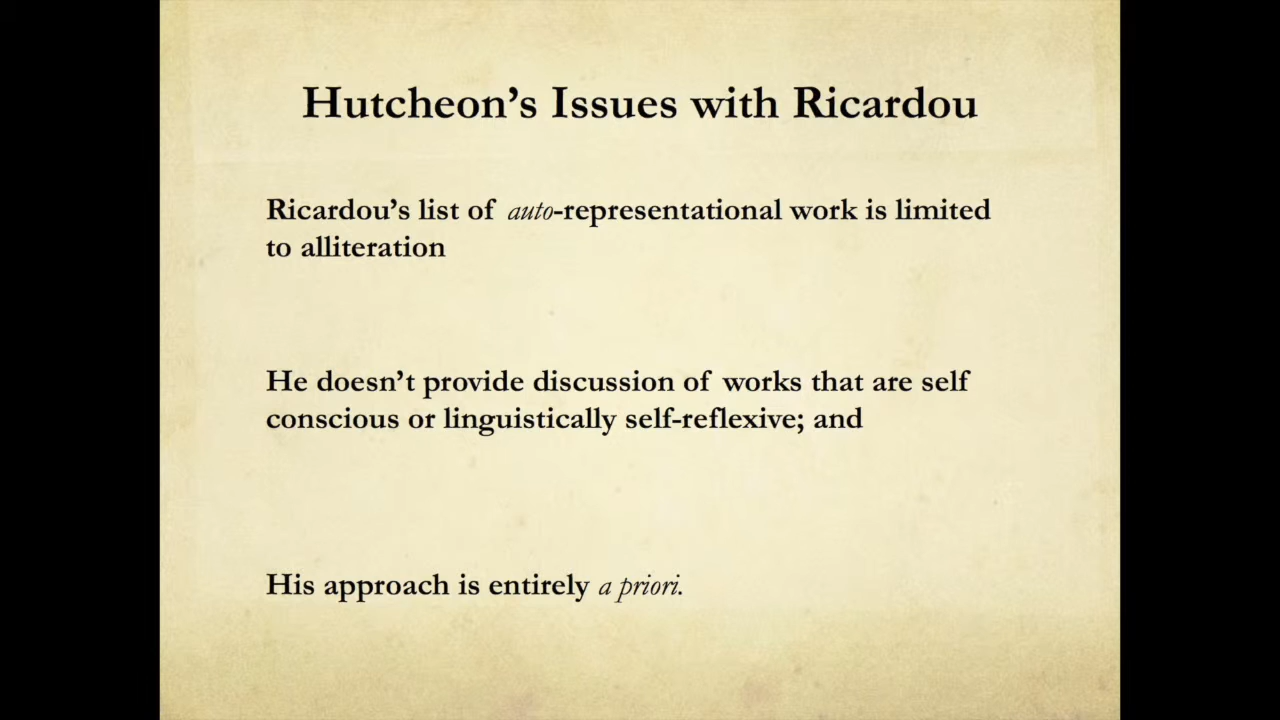 Hutcheon’s Issues with Ricardou
Ricardou’s list of auto-representational work is limited
to alliteration
He doesn’t provide discussion of works that are self
conscious or linguistically self-reflexive; and
His approach is entirely a priori.